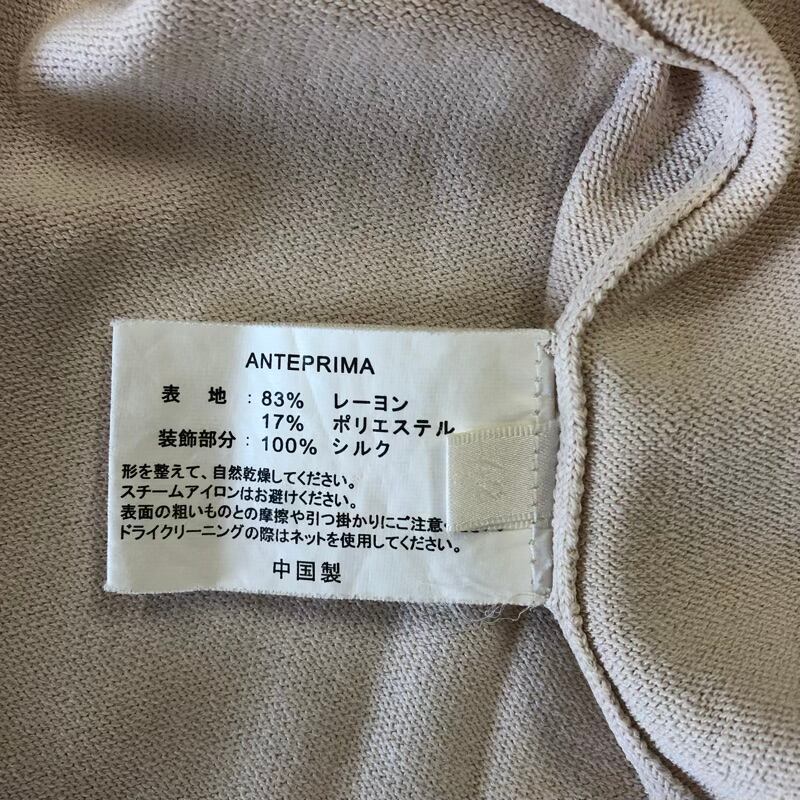 ANTEPRIMA
表 地 : 83% レーヨン
17% ポリエステル
装飾部分 : 100% シルク
形を整えて、自然乾燥してください。
スチームアイロンはお避けください。
表面の粗いものとの摩擦や引つ掛かりにご注意
ドライクリーニングの際はネットを使用してください。
中国製